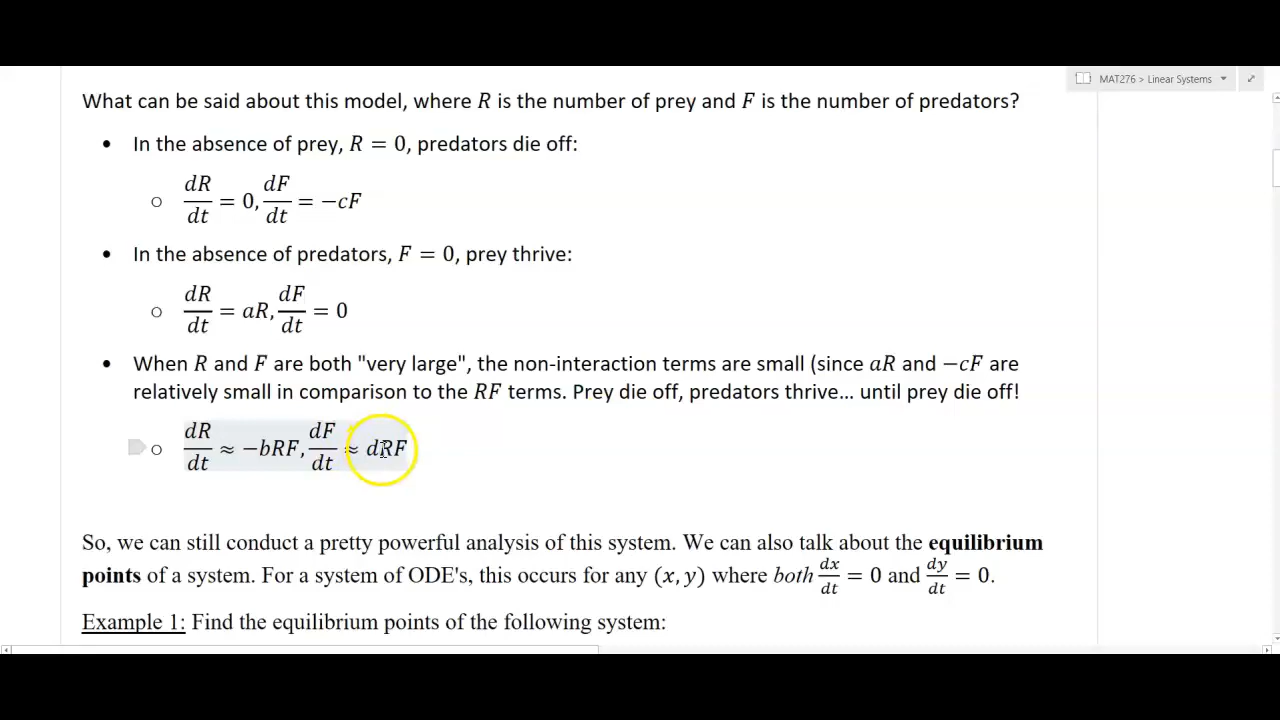 MAT276 > Linear Systems
What can be said about this model, where R is the number of prey and F is the number of predators?
• In the absence of prey, R = 0, predators die off:
○ dR/dt = 0, dF/dt = −cF
• In the absence of predators, F = 0, prey thrive:
○ dR/dt = aR, dF/dt = 0
• When R and F are both "very large", the non-interaction terms are small (since aR and −cF are
relatively small in comparison to the RF terms. Prey die off, predators thrive... until prey die off!
○ dR/dt ≈ −bRF, dF/dt ≈ dRF
So, we can still conduct a pretty powerful analysis of this system. We can also talk about the equilibrium
points of a system. For a system of ODE's, this occurs for any (x, y) where both dx/dt = 0 and dy/dt = 0.
Example 1: Find the equilibrium points of the following system: